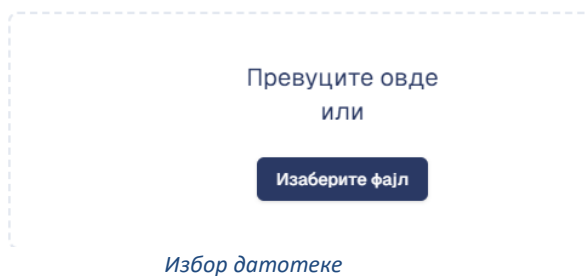 Превуците овде
или
Изаберите фајл
Избор датотеке